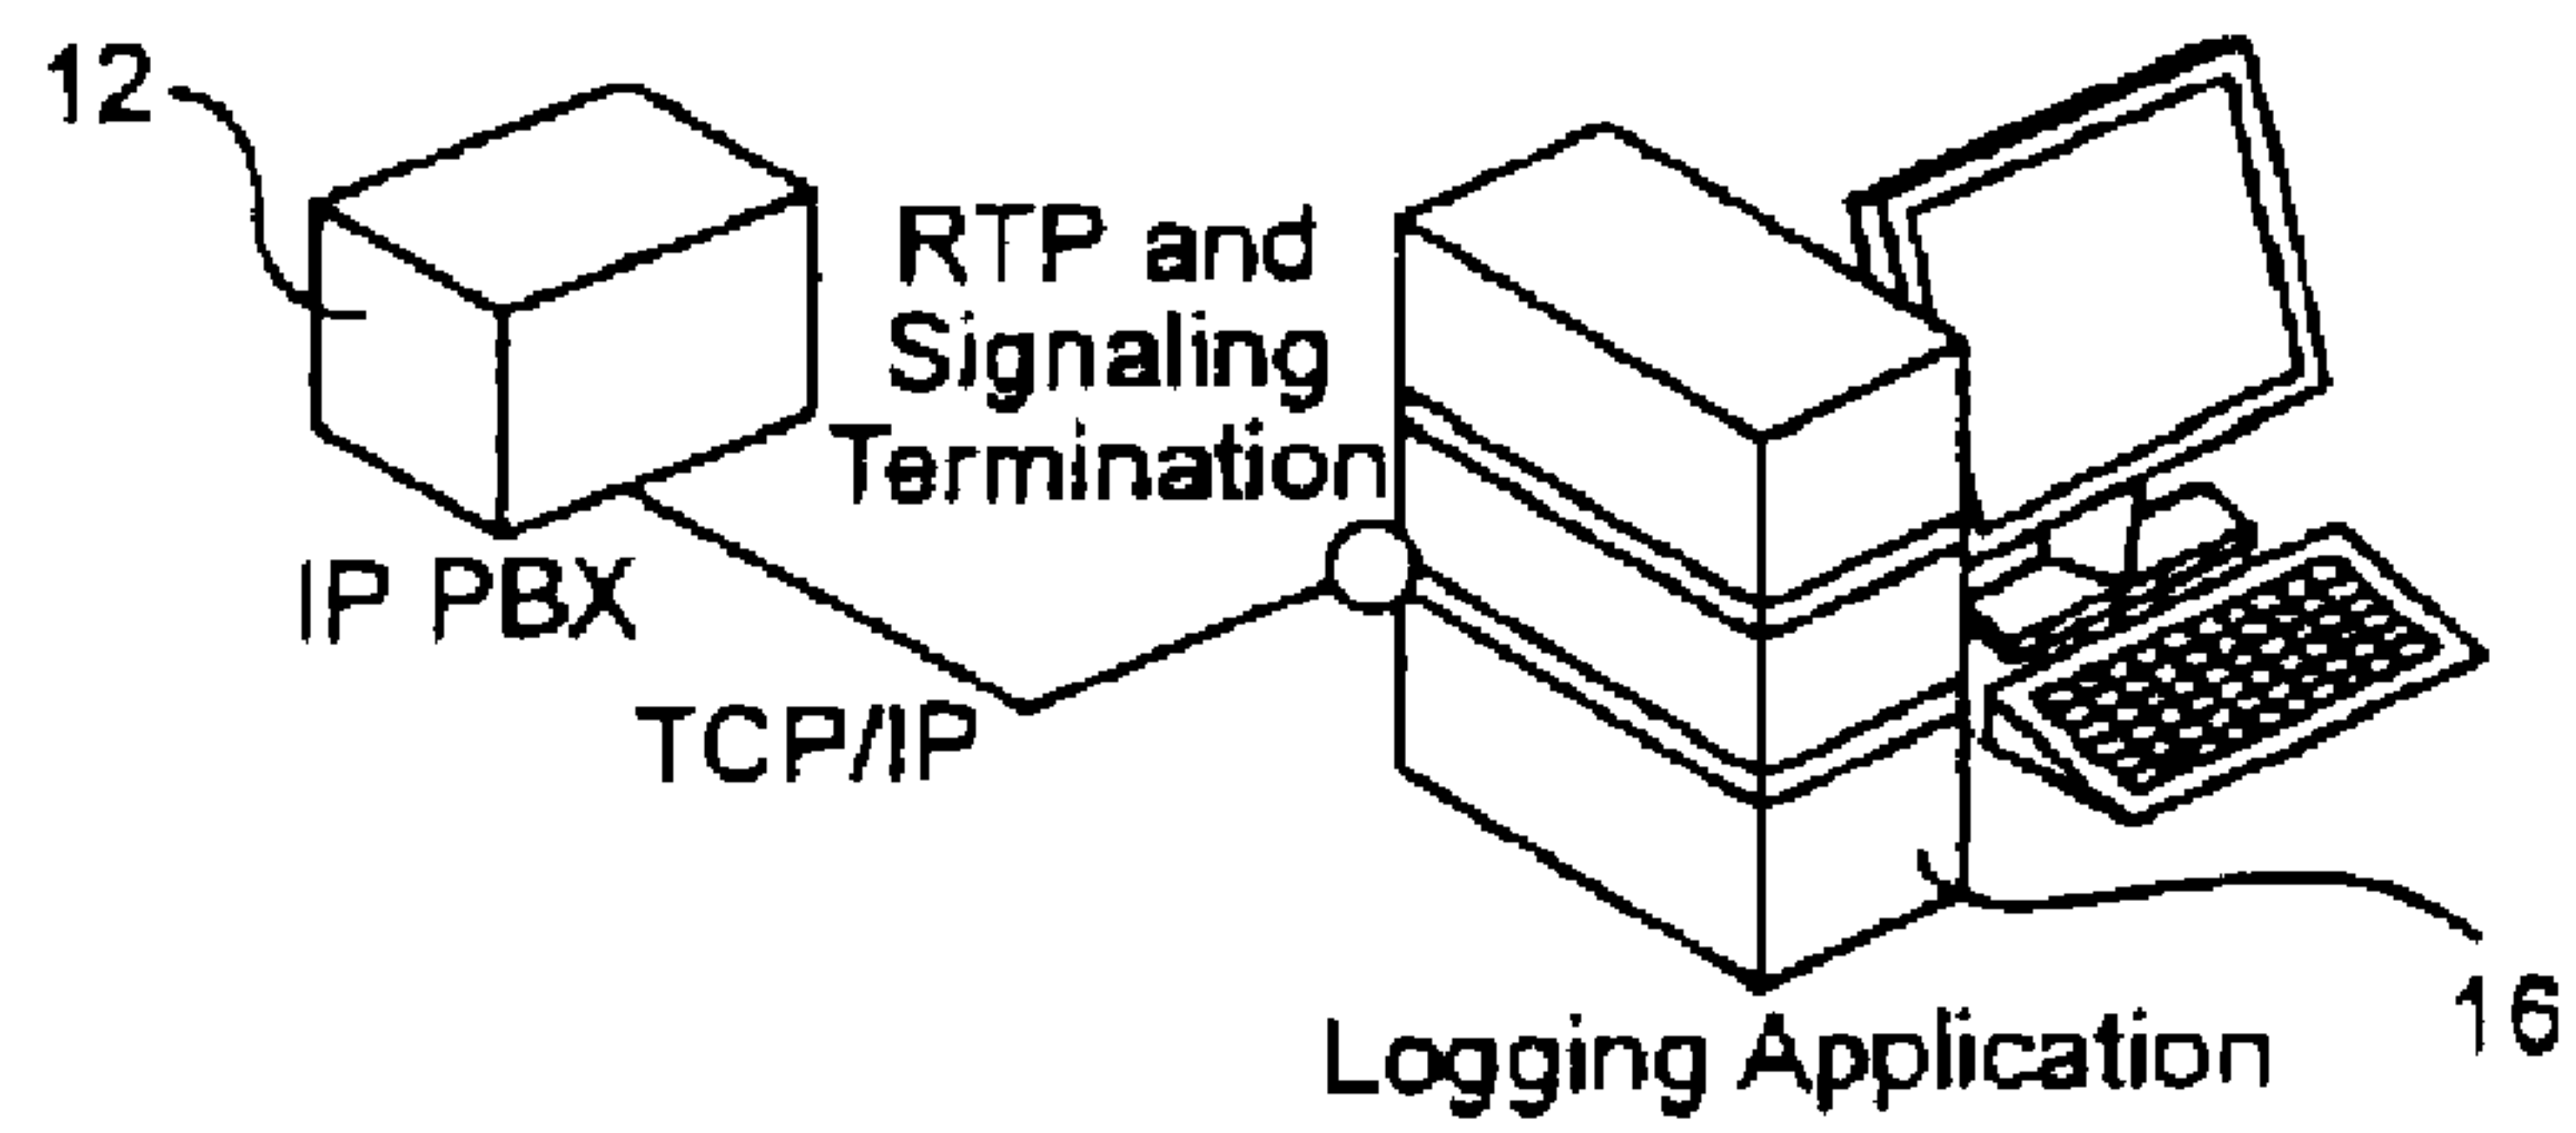 12
RTP and
Signaling
Termination
IP PBX
TCP/IP
Logging Application
16